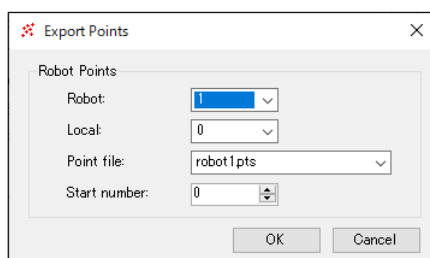 Export Points
Robot Points
Robot: 1
Local: 0
Point file: robot1.pts
Start number: 0
OK Cancel